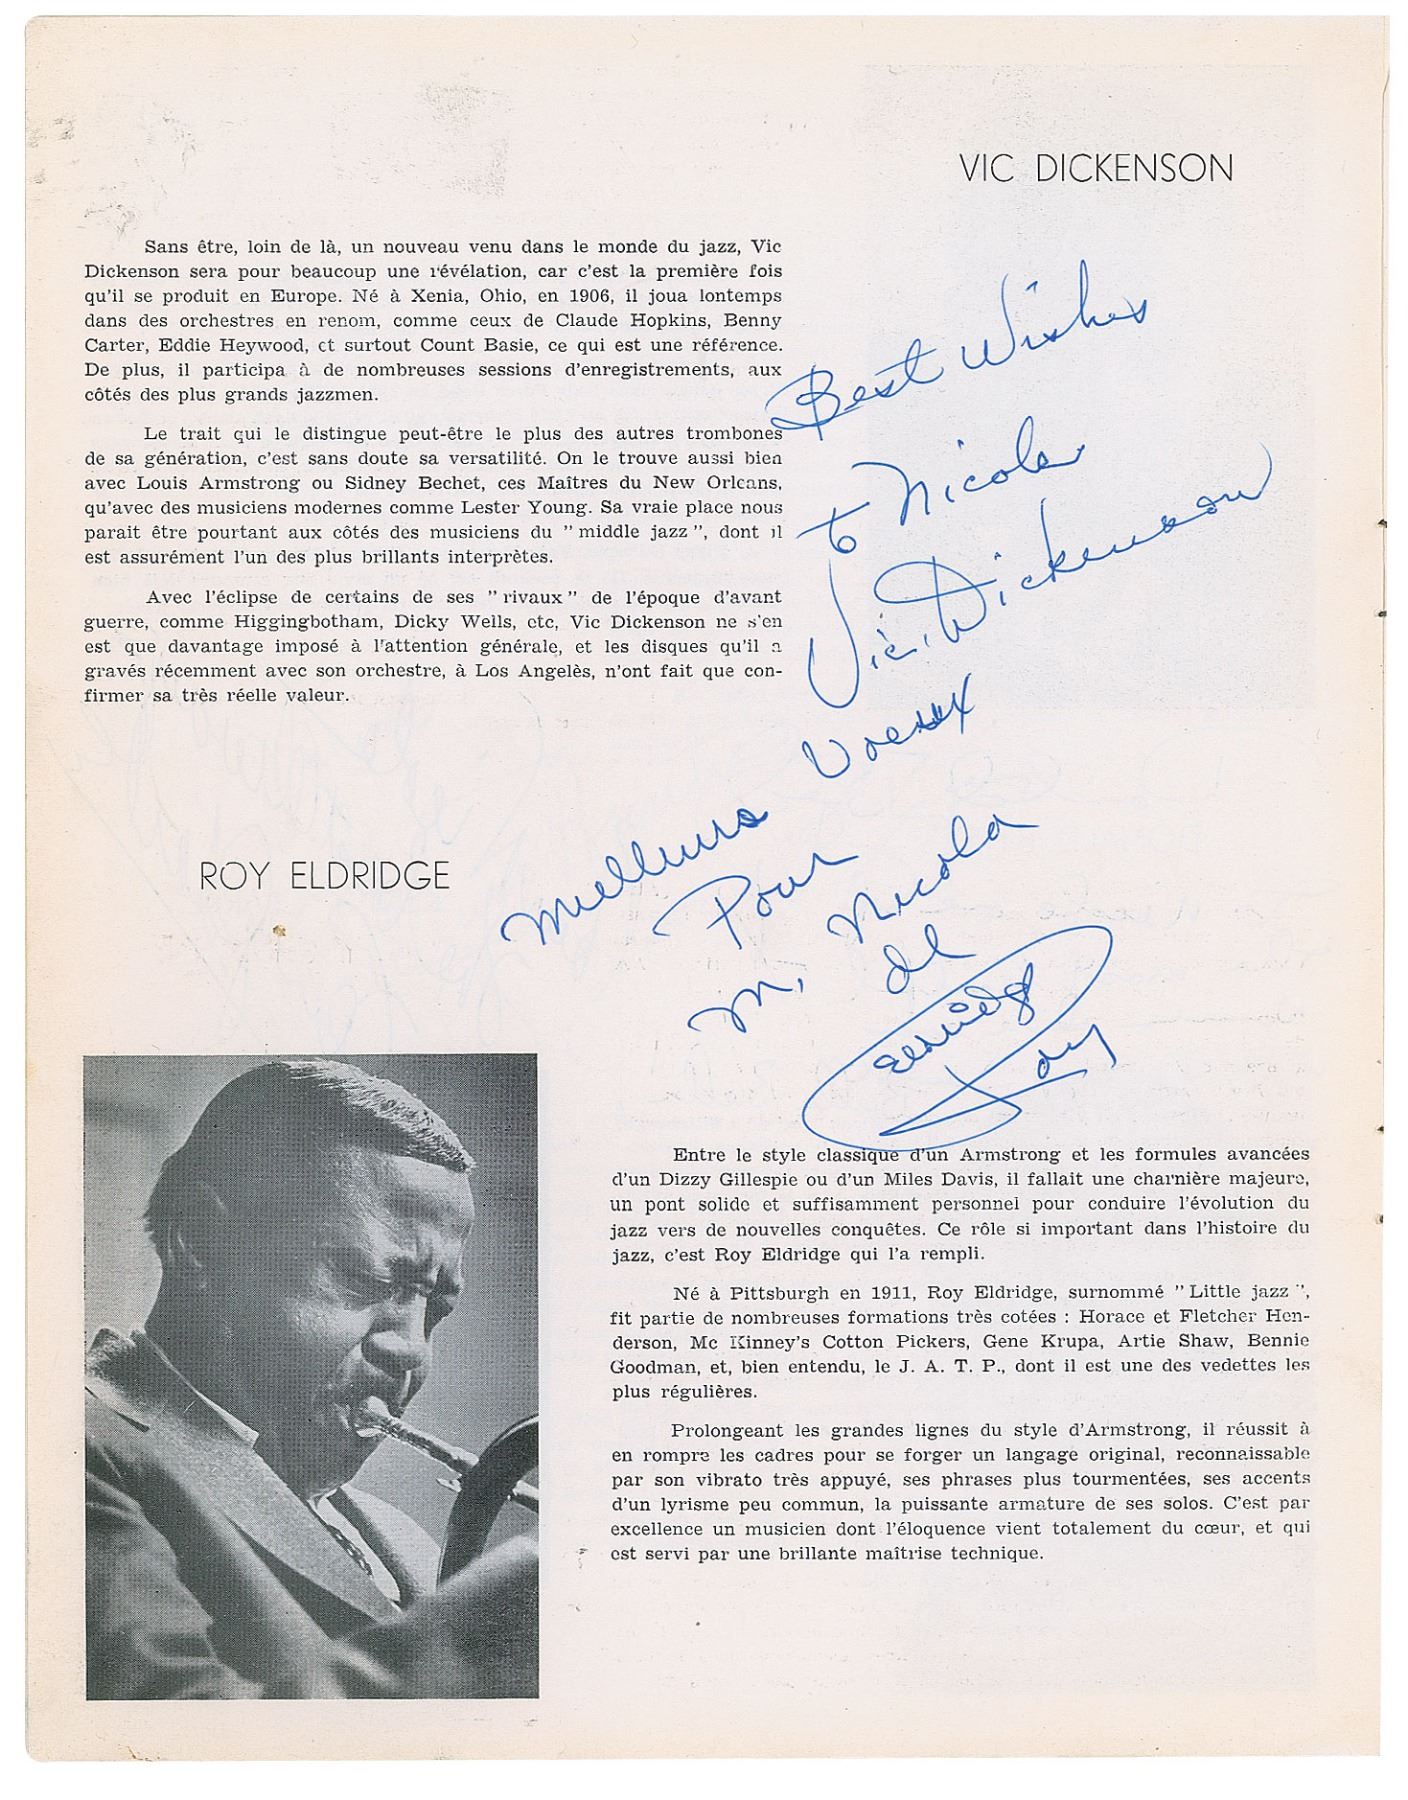 VIC DICKENSON
Sans être, loin de là, un nouveau venu dans le monde du jazz, Vic
Dickenson sera pour beaucoup une révélation, car c'est la première fois
qu'il se produit en Europe. Né à Xenia, Ohio, en 1906, il joua lontemps
dans des orchestres en renom, comme ceux de Claude Hopkins, Benny
Carter, Eddie Heywood, et surtout Count Basie, ce qui est une référence.
De plus, il participa à de nombreuses sessions d'enregistrements, aux
côtés des plus grands jazzmen.
Le trait qui le distingue peut-être le plus des autres trombones
de sa génération, c'est sans doute sa versatilité. On le trouve aussi bien
avec Louis Armstrong ou Sidney Bechet, ces Maîtres du New Orleans,
qu'avec des musiciens modernes comme Lester Young. Sa vraie place nous
parait être pourtant aux côtés des musiciens du " middle jazz ", dont il
est assurément l'un des plus brillants interprètes.
Avec l'éclipse de certains de ses " rivaux " de l'époque d'avant
guerre, comme Higgingbotham, Dicky Wells, etc, Vic Dickenson ne s'en
est que davantage imposé à l'attention générale, et les disques qu'il a
gravés récemment avec son orchestre, à Los Angelès, n'ont fait que con-
firmer sa très réelle valeur.
Best Wishes
to Nicole
Vic Dickenson
Meilleurs Voeux
Pour
M. Nicola
de
Eldridge
Roy
ROY ELDRIDGE
Entre le style classique d'un Armstrong et les formules avancées
d'un Dizzy Gillespie ou d'un Miles Davis, il fallait une charnière majeure,
un pont solide et suffisamment personnel pour conduire l'évolution du
jazz vers de nouvelles conquêtes. Ce rôle si important dans l'histoire du
jazz, c'est Roy Eldridge qui l'a rempli.
Né à Pittsburgh en 1911, Roy Eldridge, surnommé " Little jazz ",
fit partie de nombreuses formations très cotées : Horace et Fletcher Hen-
derson, Mc Kinney's Cotton Pickers, Gene Krupa, Artie Shaw, Bennie
Goodman, et, bien entendu, le J. A. T. P., dont il est une des vedettes les
plus régulières.
Prolongeant les grandes lignes du style d'Armstrong, il réussit à
en rompre les cadres pour se forger un langage original, reconnaissable
par son vibrato très appuyé, ses phrases plus tourmentées, ses accents
d'un lyrisme peu commun, la puissante armature de ses solos. C'est par
excellence un musicien dont l'éloquence vient totalement du cœur, et qui
est servi par une brillante maîtrise technique.